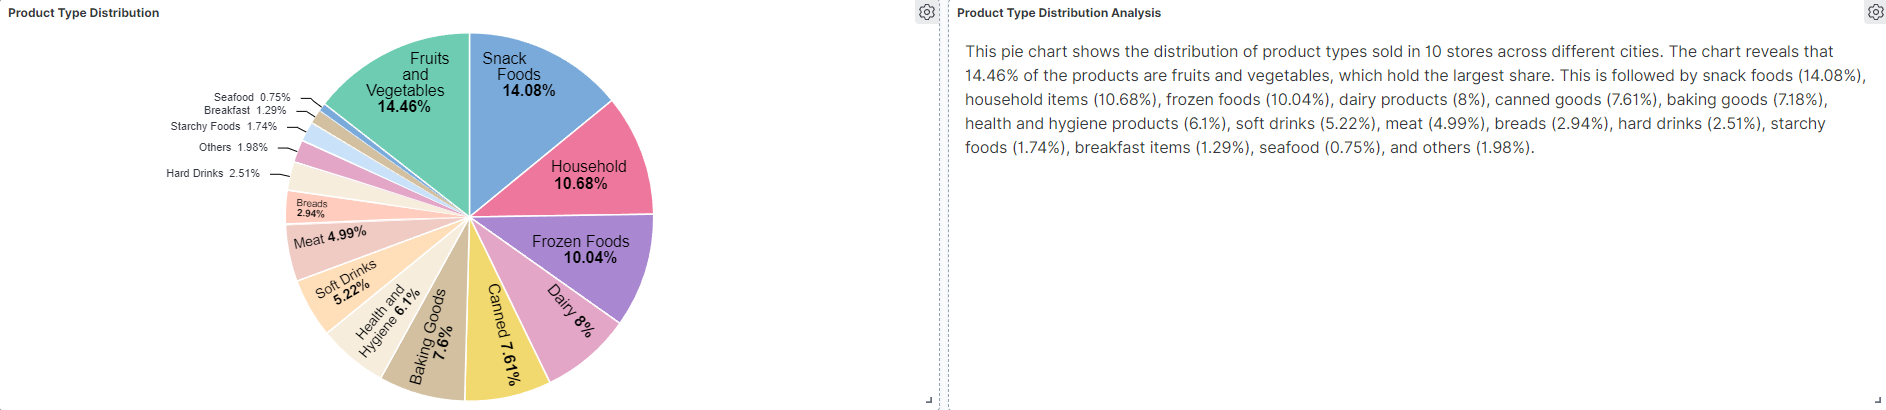 Product Type Distribution
Fruits
and
Vegetables
14.46%
Snack
Foods
14.08%
Household
10.68%
Frozen Foods
10.04%
Dairy 8%
Canned 7.61%
Baking Goods
7.6%
Health and
Hygiene 6.1%
Soft Drinks
5.22%
Meat 4.99%
Breads
2.94%
Hard Drinks 2.51%
Others 1.98%
Starchy Foods 1.74%
Breakfast 1.29%
Seafood 0.75%
Product Type Distribution Analysis
This pie chart shows the distribution of product types sold in 10 stores across different cities. The chart reveals that
14.46% of the products are fruits and vegetables, which hold the largest share. This is followed by snack foods (14.08%),
household items (10.68%), frozen foods (10.04%), dairy products (8%), canned goods (7.61%), baking goods (7.18%),
health and hygiene products (6.1%), soft drinks (5.22%), meat (4.99%), breads (2.94%), hard drinks (2.51%), starchy
foods (1.74%), breakfast items (1.29%), seafood (0.75%), and others (1.98%).